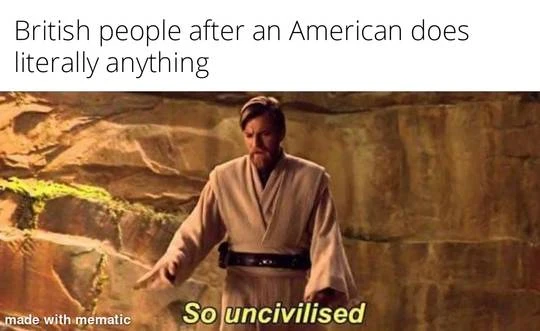 British people after an American does
literally anything
So uncivilised
made with mematic